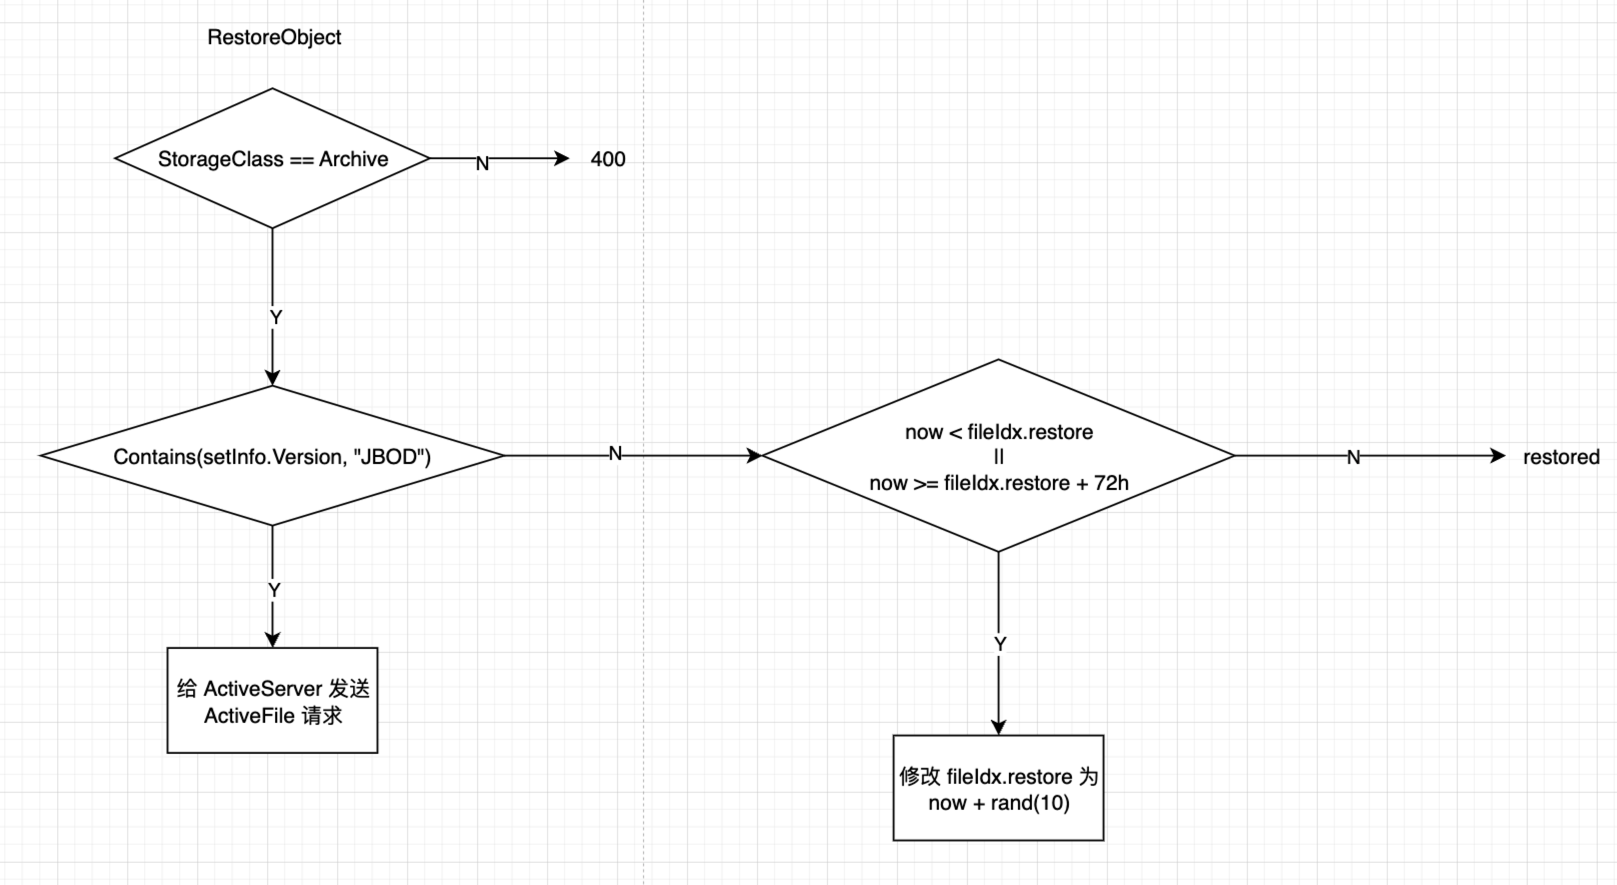 RestoreObject
StorageClass == Archive
N
400
Y
Contains(setInfo.Version, "JBOD")
N
now < fileIdx.restore
||
now >= fileIdx.restore + 72h
N
restored
Y
给 ActiveServer 发送
ActiveFile 请求
Y
修改 fileIdx.restore 为
now + rand(10)